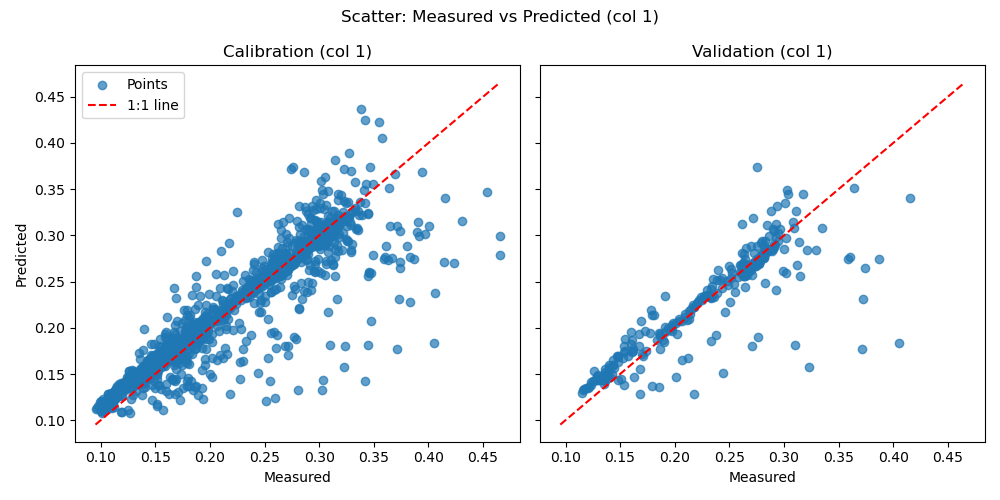 Scatter: Measured vs Predicted (col 1)
Calibration (col 1)
Validation (col 1)
Points
1:1 line
Predicted
0.45
0.40
0.35
0.30
0.25
0.20
0.15
0.10
0.10 0.15 0.20 0.25 0.30 0.35 0.40 0.45
0.10 0.15 0.20 0.25 0.30 0.35 0.40 0.45
Measured
Measured